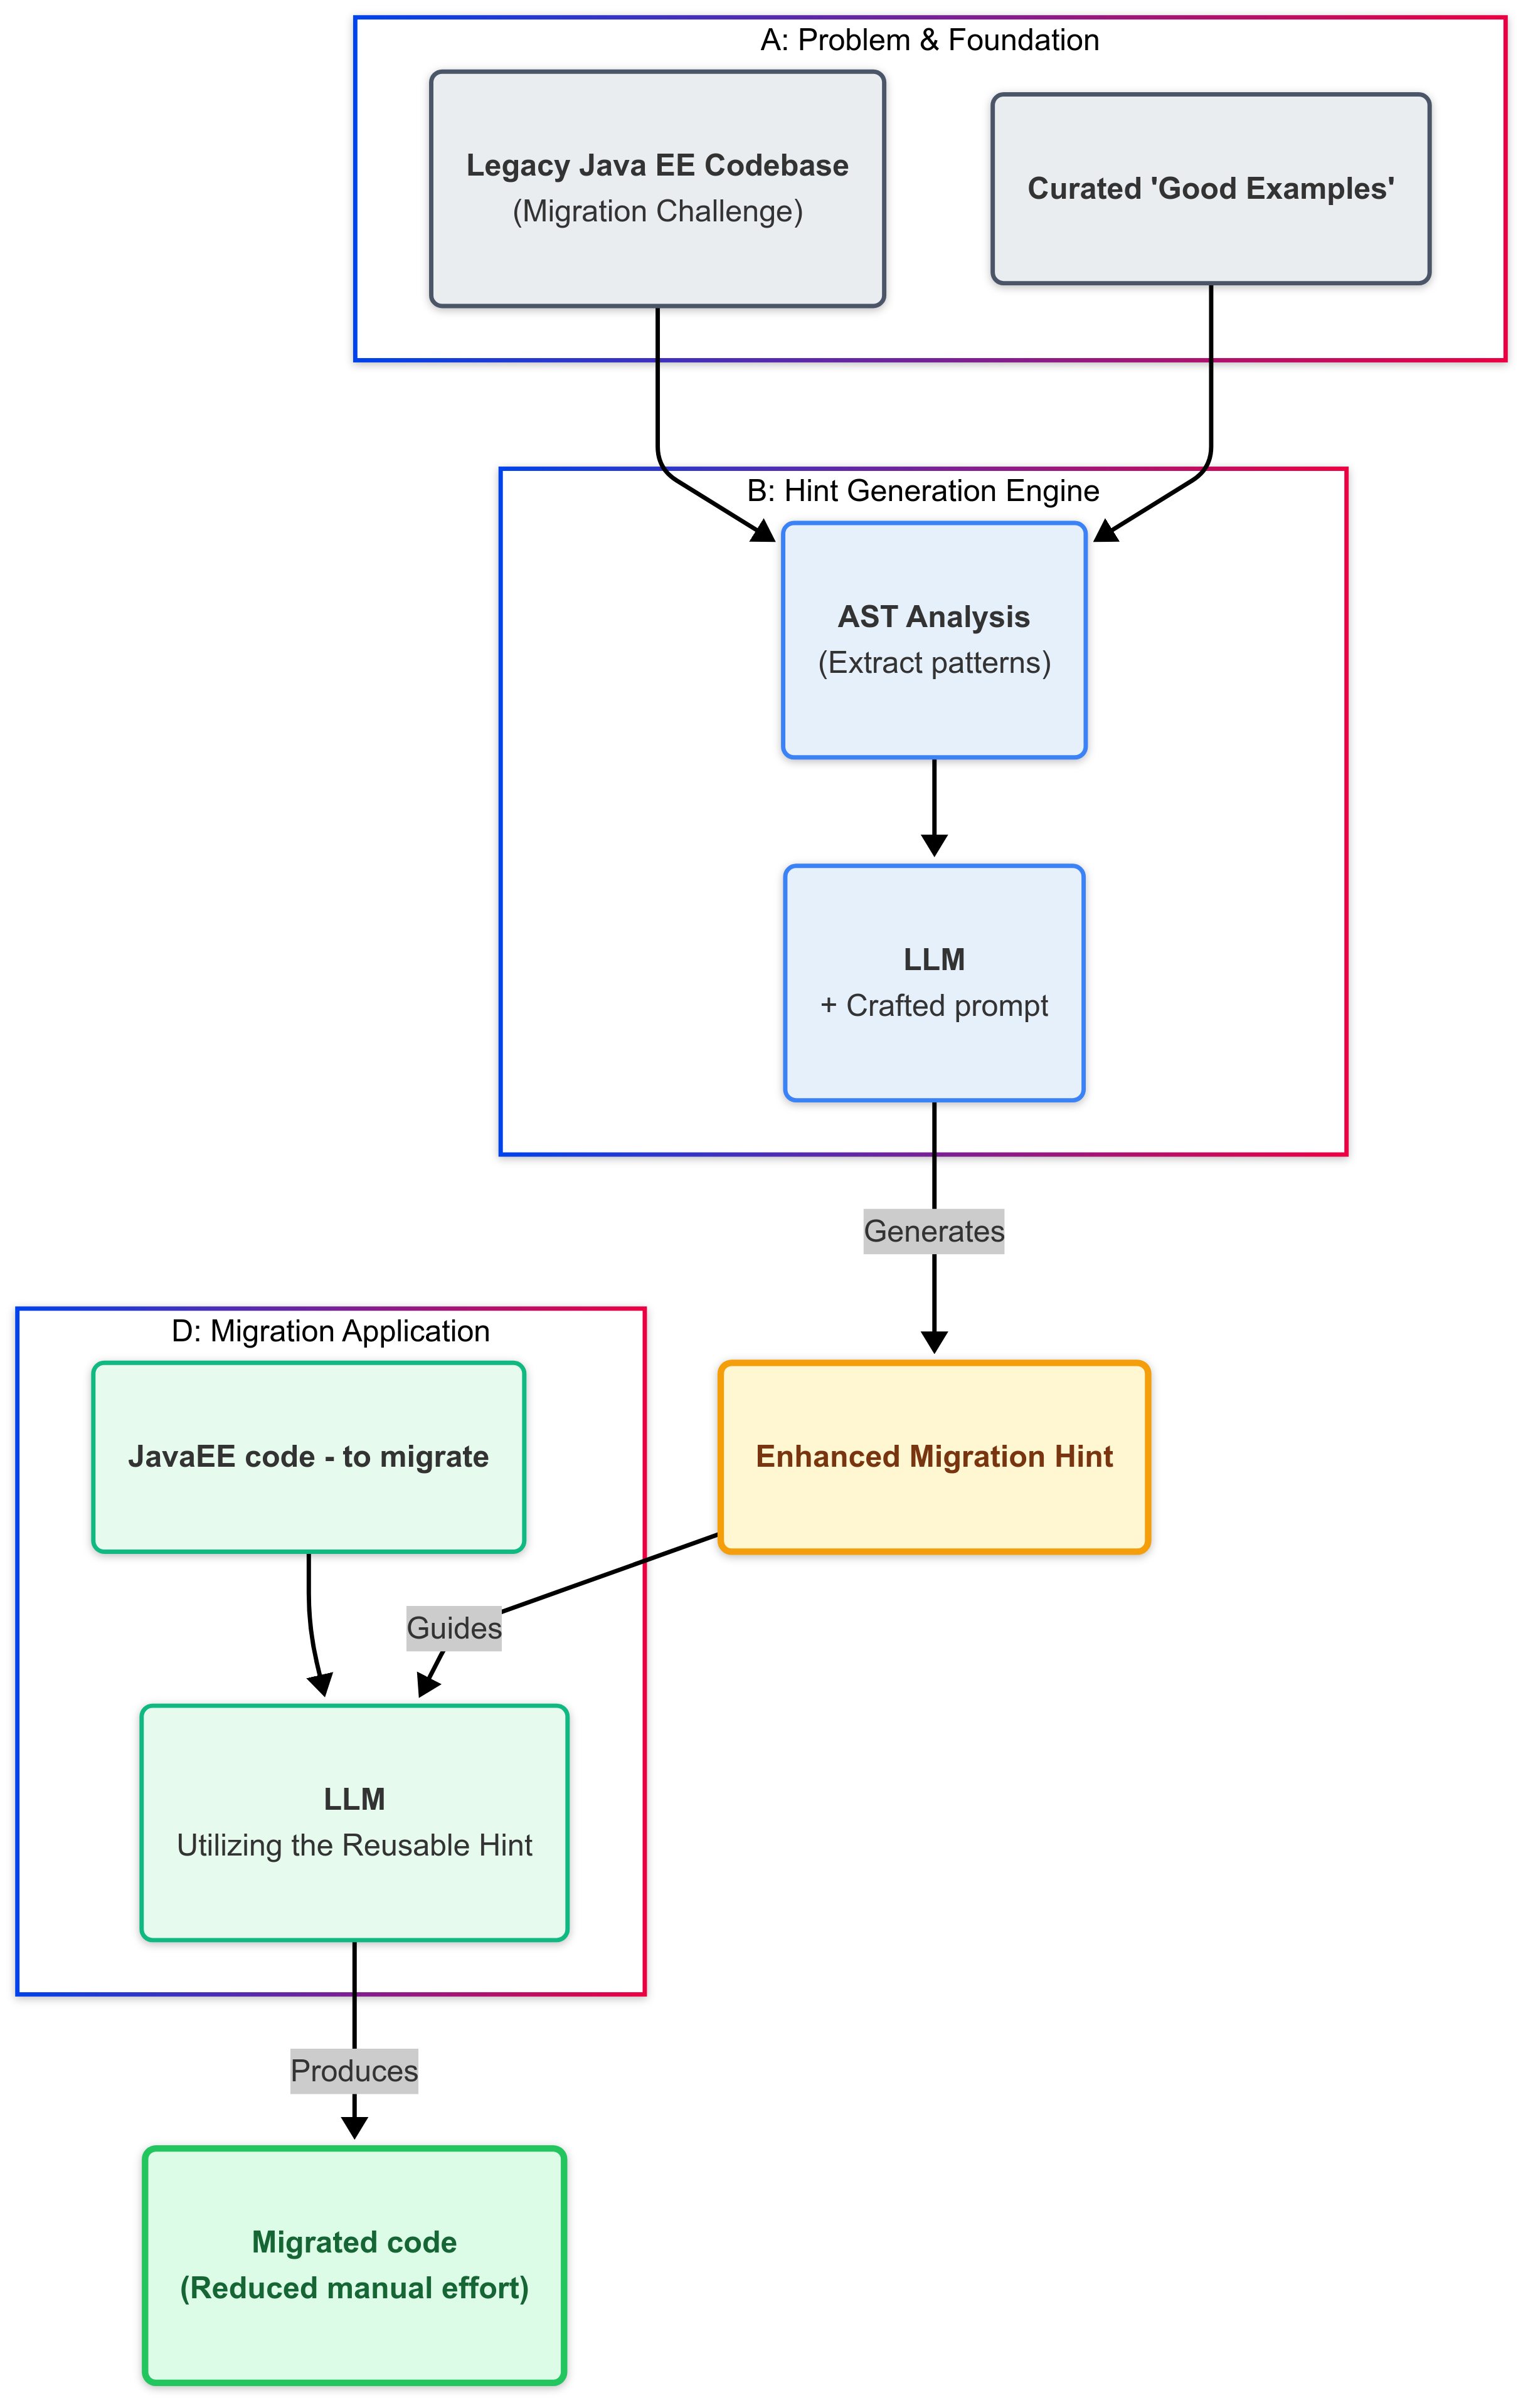 A: Problem & Foundation
Legacy Java EE Codebase
(Migration Challenge)
Curated 'Good Examples'
B: Hint Generation Engine
AST Analysis
(Extract patterns)
LLM
+ Crafted prompt
Generates
D: Migration Application
JavaEE code - to migrate
Enhanced Migration Hint
Guides
LLM
Utilizing the Reusable Hint
Produces
Migrated code
(Reduced manual effort)